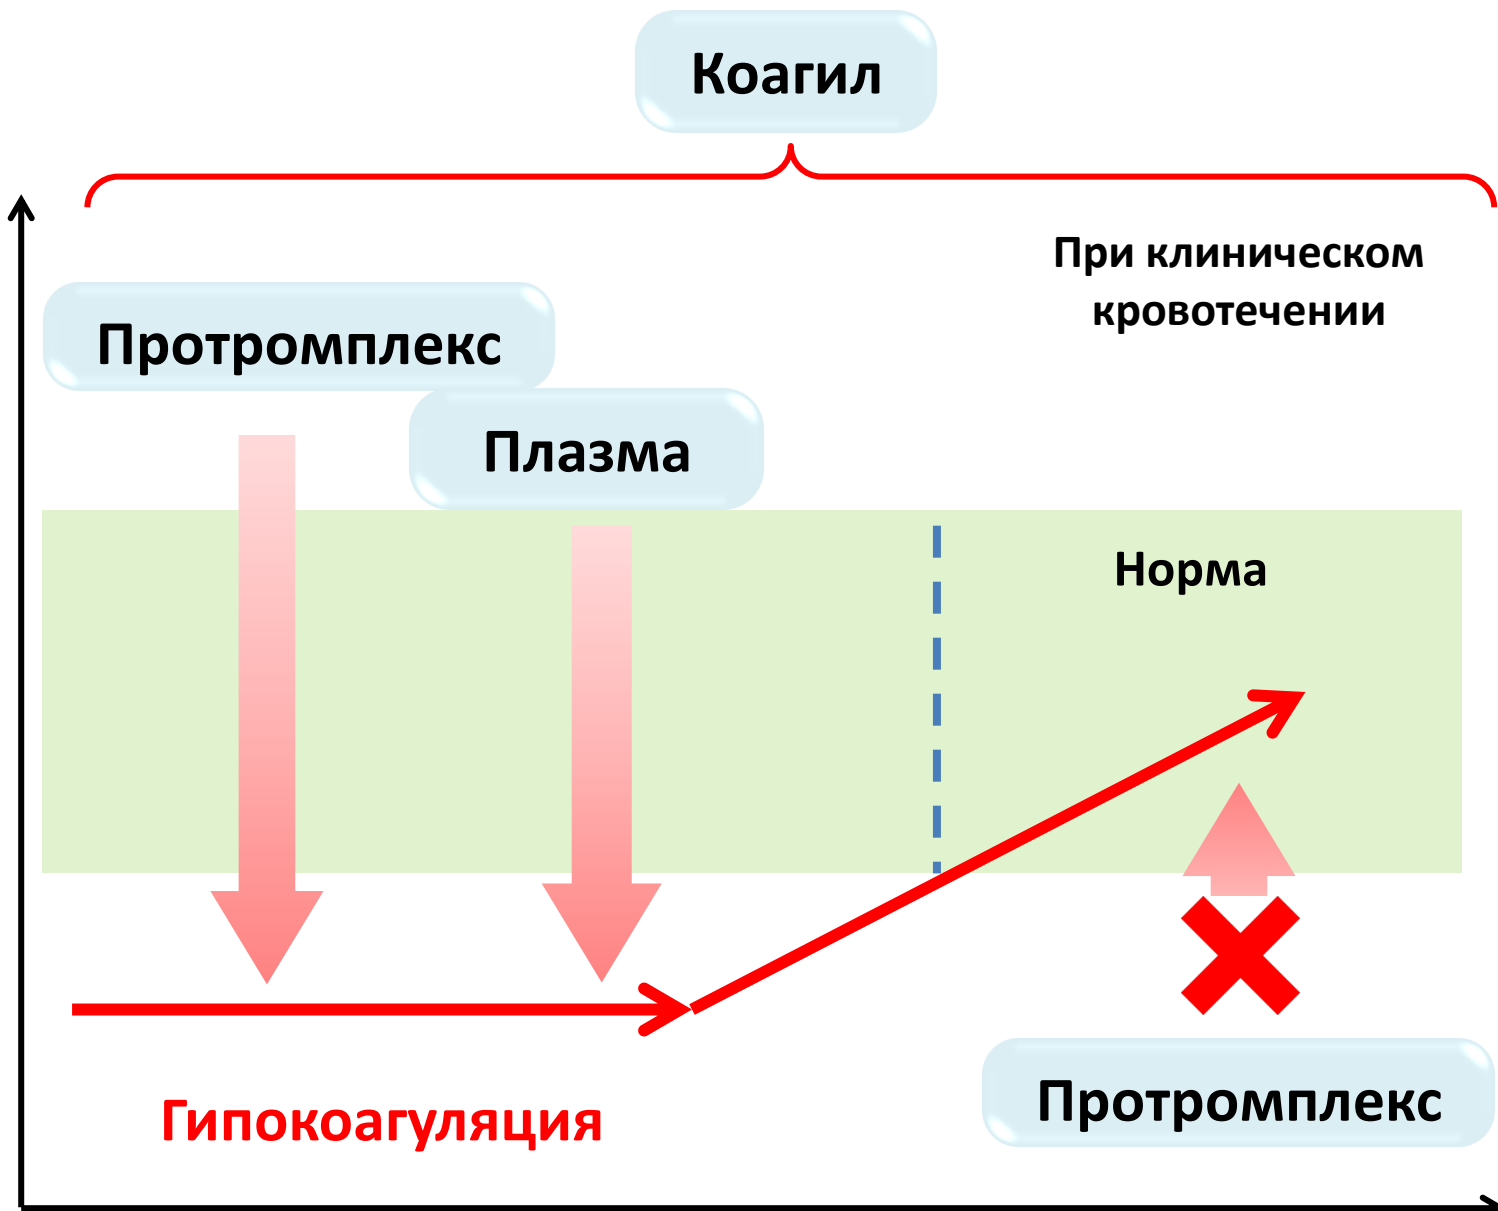 Коагил
При клиническом
кровотечении
Протромплекс
Плазма
Норма
Гипокоагуляция
Протромплекс